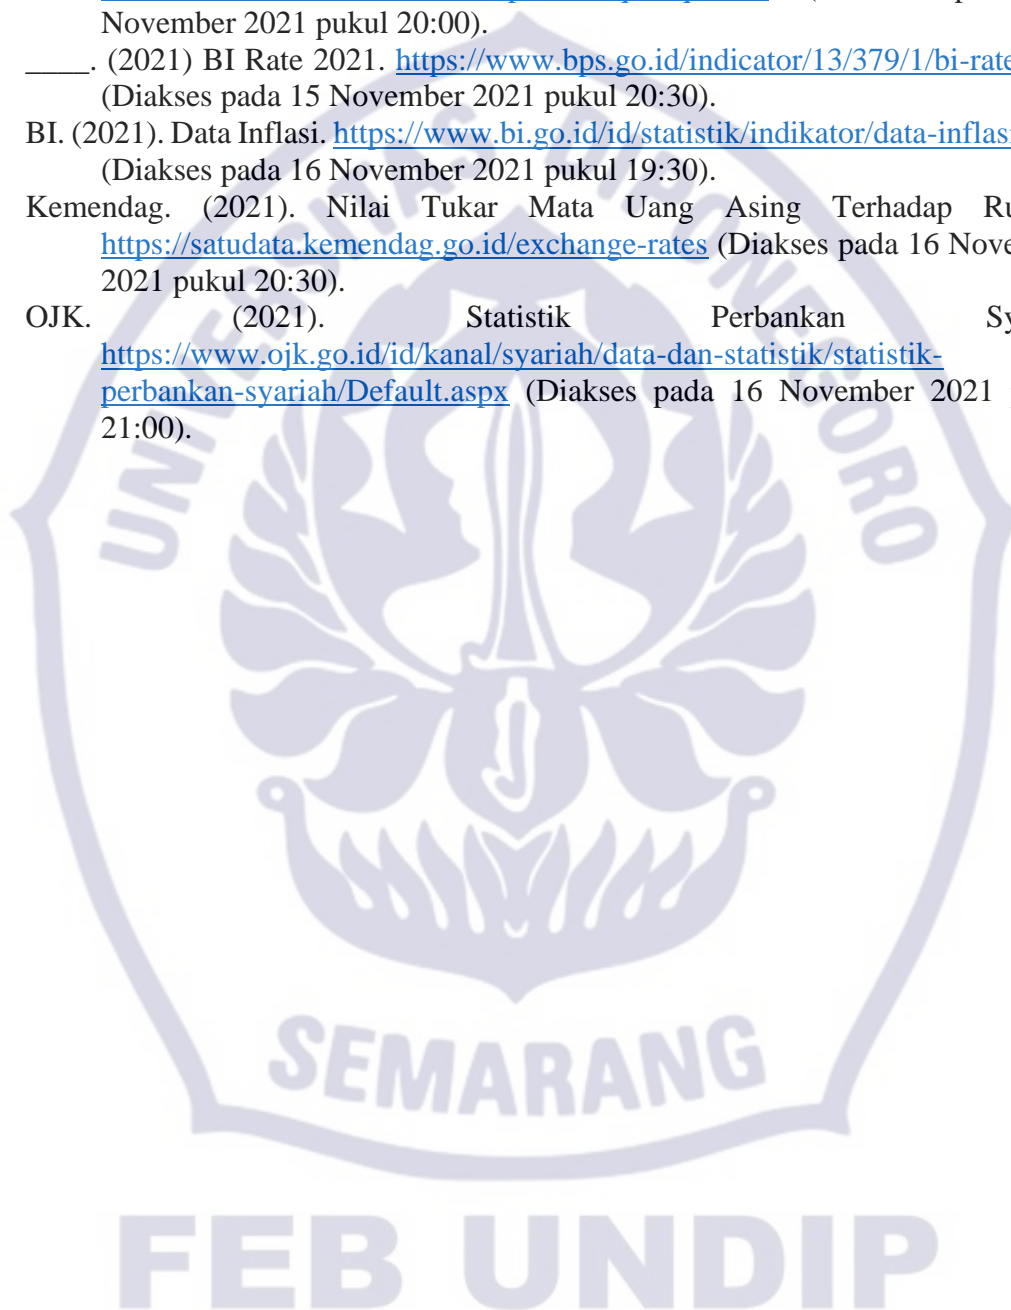 November 2021 pukul 20:00).
____. (2021) BI Rate 2021. https://www.bps.go.id/indicator/13/379/1/bi-rate
(Diakses pada 15 November 2021 pukul 20:30).
BI. (2021). Data Inflasi. https://www.bi.go.id/id/statistik/indikator/data-inflasi
(Diakses pada 16 November 2021 pukul 19:30).
Kemendag. (2021). Nilai Tukar Mata Uang Asing Terhadap
https://satudata.kemendag.go.id/exchange-rates (Diakses pada 16
2021 pukul 20:30).
OJK. (2021). Statistik Perbankan
https://www.ojk.go.id/id/kanal/syariah/data-dan-statistik/statistik-
perbankan-syariah/Default.aspx (Diakses pada 16 November 2021
21:00).
UNIVERSITAS DIPONEGORO
SEMARANG
FEB UNDIP